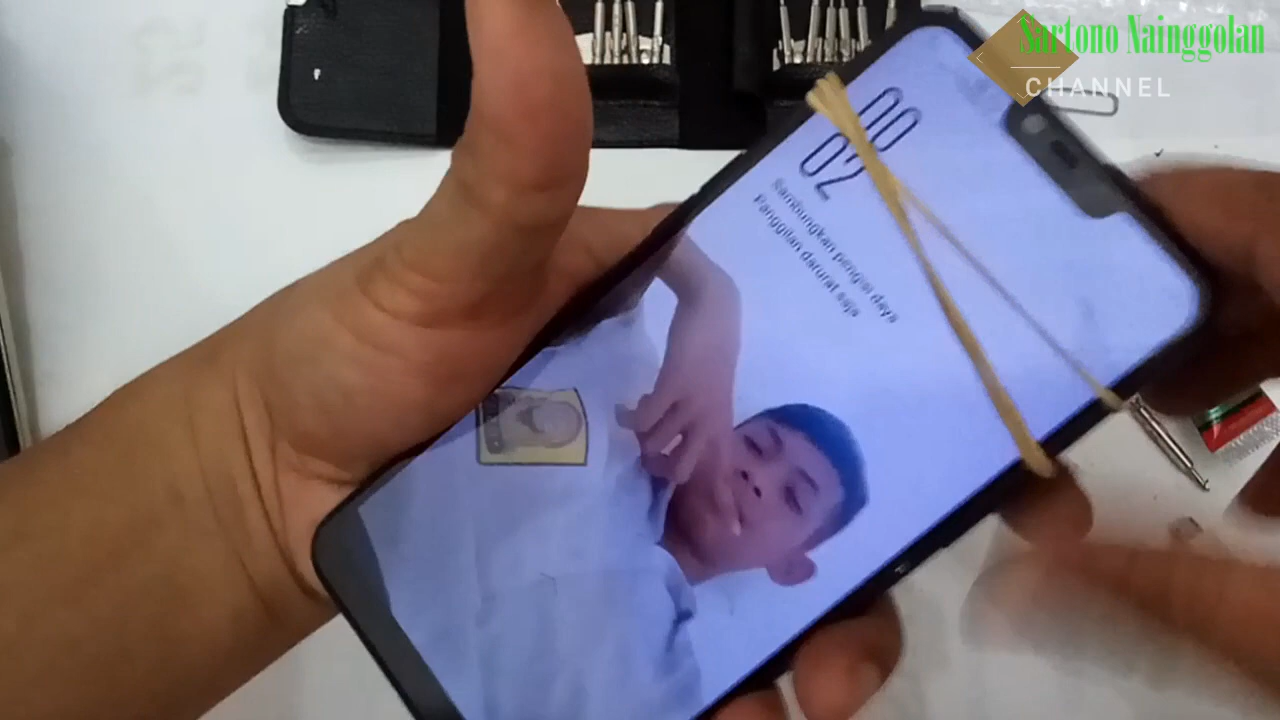 Sartono Nainggolan
CHANNEL
00
02
Sambungkan pengisi daya
Panggilan darurat saja